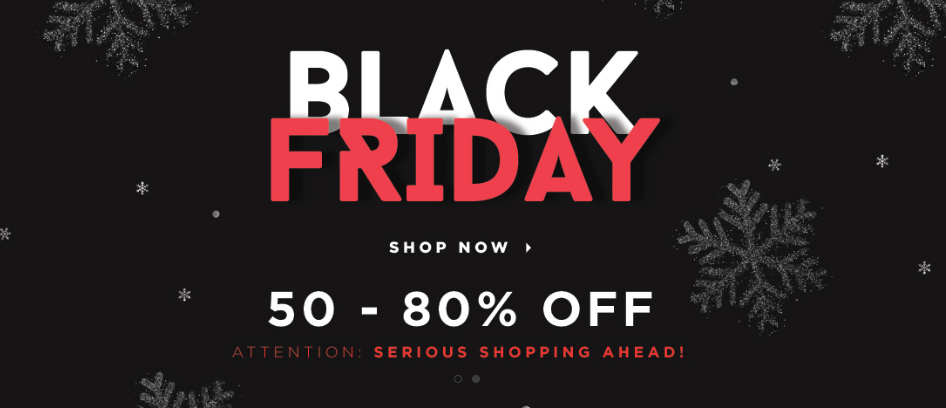 BLACK
FRIDAY
SHOP NOW
50 - 80% OFF
ATTENTION: SERIOUS SHOPPING AHEAD!